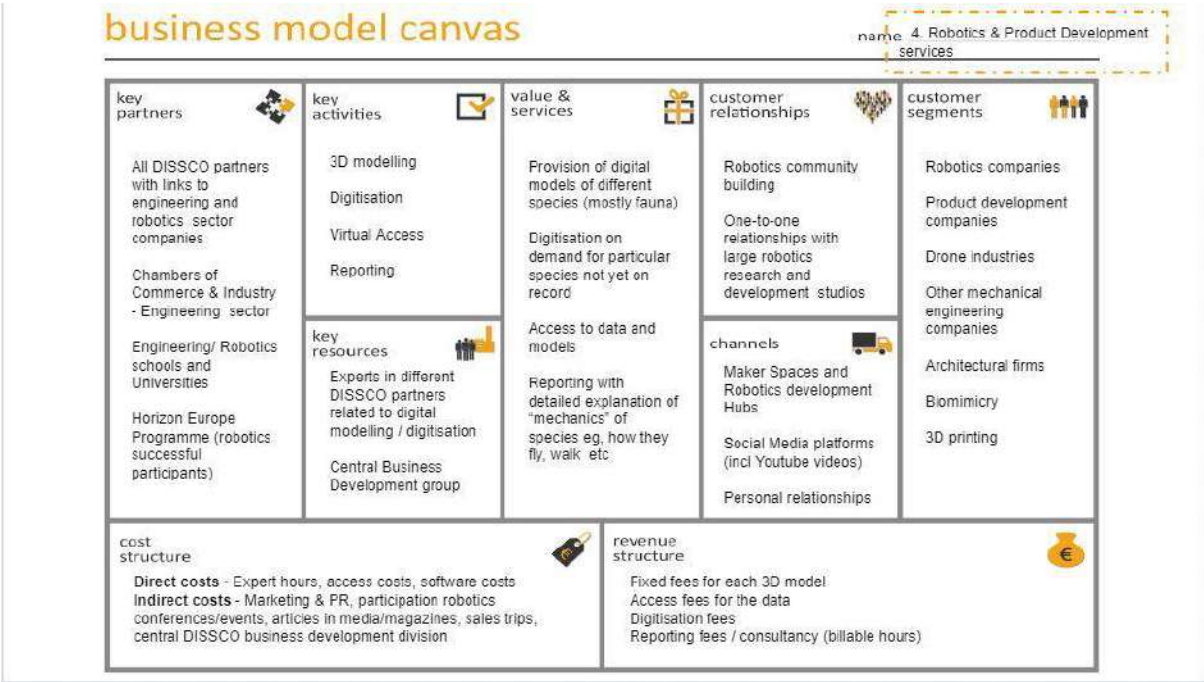 business model canvas
name 4. Robotics & Product Development
services
key
partners
All DISSCO partners
with links to
engineering and
robotics sector
companies
Chambers of
Commerce & Industry
- Engineering sector
Engineering/ Robotics
schools and
Universities
Horizon Europe
Programme (robotics
successful
participants)
key
activities
3D modelling
Digitisation
Virtual Access
Reporting
key
resources
Experts in different
DISSCO partners
related to digital
modelling / digitisation
Central Business
Development group
value &
services
Provision of digital
models of different
species (mostly fauna)
Digitisation on
demand for particular
species not yet on
record
Access to data and
models
Reporting with
detailed explanation of
"mechanics" of
species eg, how they
fly, walk etc
customer
relationships
Robotics community
building
One-to-one
relationships with
large robotics
research and
development studios
channels
Maker Spaces and
Robotics development
Hubs
Social Media platforms
(incl Youtube videos)
Personal relationships
customer
segments
Robotics companies
Product development
companies
Drone industries
Other mechanical
engineering
companies
Architectural firms
Biomimicry
3D printing
cost
structure
Direct costs - Expert hours, access costs, software costs
Indirect costs - Marketing & PR, participation robotics
conferences/events, articles in media/magazines, sales trips,
central DISSCO business development division
revenue
structure
€
Fixed fees for each 3D model
Access fees for the data
Digitisation fees
Reporting fees / consultancy (billable hours)